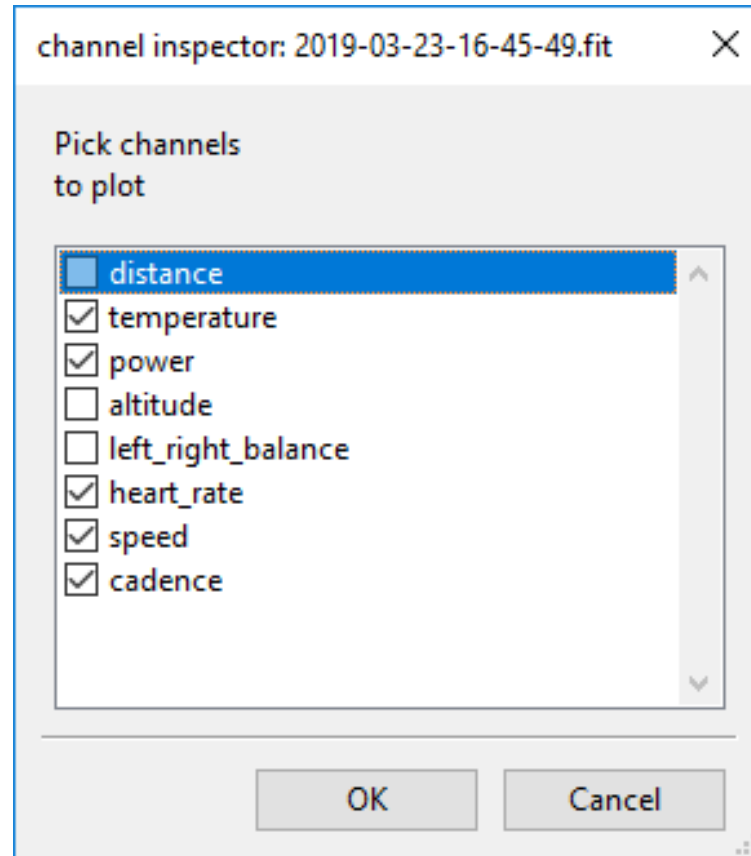 channel inspector: 2019-03-23-16-45-49.fit
Pick channels
to plot
distance
temperature
power
altitude
left_right_balance
heart_rate
speed
cadence
OK
Cancel